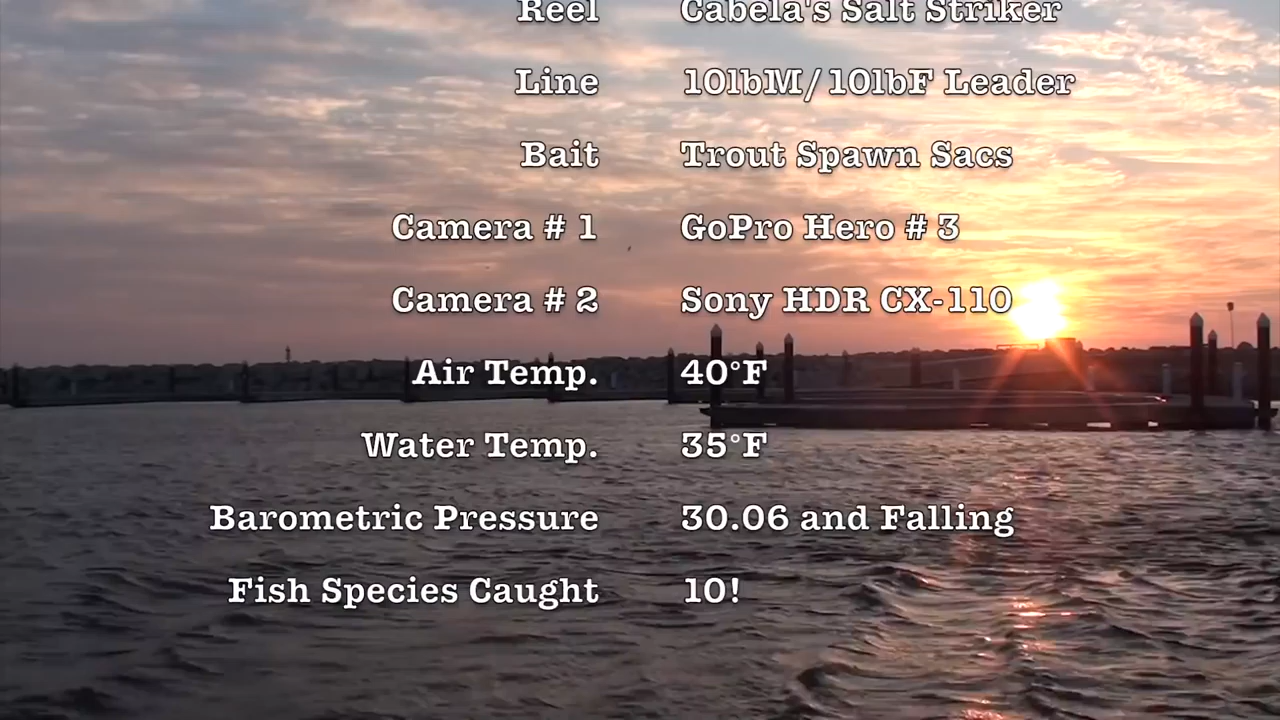 Reel Cabela's Salt Striker
Line 10lbM/10lbF Leader
Bait Trout Spawn Sacs
Camera # 1 GoPro Hero # 3
Camera # 2 Sony HDR CX-110
Air Temp. 40°F
Water Temp. 35°F
Barometric Pressure 30.06 and Falling
Fish Species Caught 10!